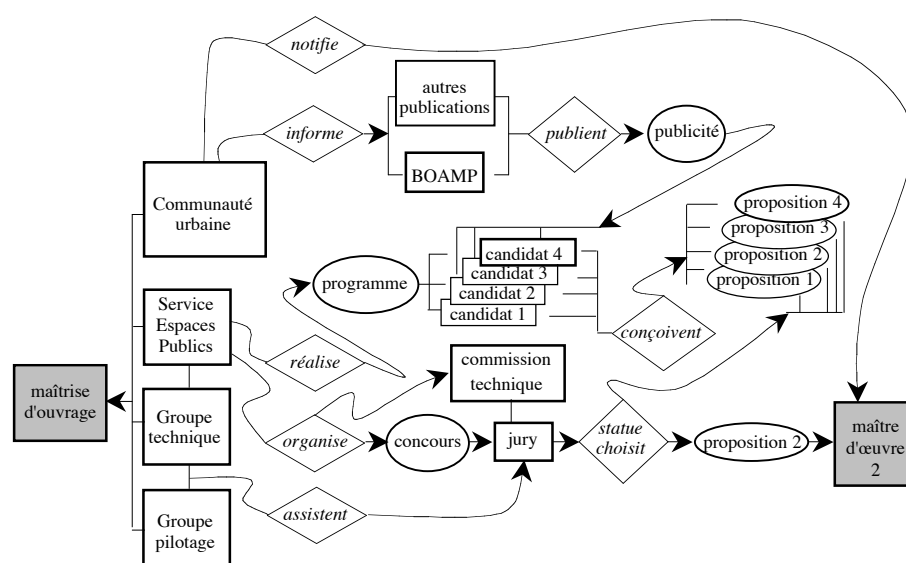 notifie
autres
publications
informe
publient
publicité
BOAMP
Communauté
urbaine
proposition 4
proposition 3
proposition 2
proposition 1
candidat 4
candidat 3
candidat 2
candidat 1
programme
conçoivent
Service
Espaces
Publics
réalise
commission
technique
maîtrise
d'ouvrage
Groupe
technique
organise
concours
jury
statue
choisit
proposition 2
maître
d'œuvre
2
assistent
Groupe
pilotage